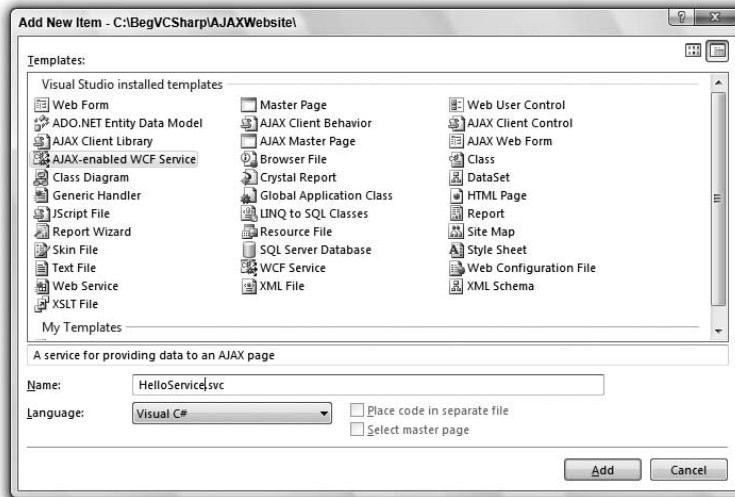 Add New Item - C:\BegVCSharp\AJAXWebsite\
Templates:
Visual Studio installed templates
Web Form
Master Page
Web User Control
ADO.NET Entity Data Model
AJAX Client Behavior
AJAX Client Control
AJAX Client Library
AJAX Master Page
AJAX Web Form
AJAX-enabled WCF Service
Browser File
Class
Class Diagram
Crystal Report
DataSet
Generic Handler
Global Application Class
HTML Page
JScript File
LINQ to SQL Classes
Report
Report Wizard
Resource File
Site Map
Skin File
SQL Server Database
Style Sheet
Text File
WCF Service
Web Configuration File
Web Service
XML File
XML Schema
XSLT File
My Templates
A service for providing data to an AJAX page
Name: HelloService.svc
Language: Visual C#
Place code in separate file
Select master page
Add
Cancel